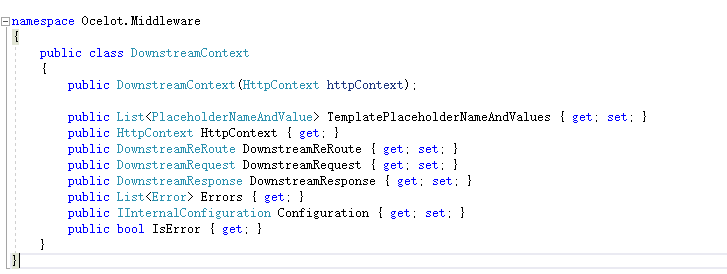 namespace Ocelot.Middleware
{
public class DownstreamContext
{
public DownstreamContext(HttpContext httpContext);
public List<PlaceholderNameAndValue> TemplatePlaceholderNameAndValues { get; set; }
public HttpContext HttpContext { get; }
public DownstreamReRoute DownstreamReRoute { get; set; }
public DownstreamRequest DownstreamRequest { get; set; }
public DownstreamResponse DownstreamResponse { get; set; }
public List<Error> Errors { get; }
public IInternalConfiguration Configuration { get; set; }
public bool IsError { get; }
}
}